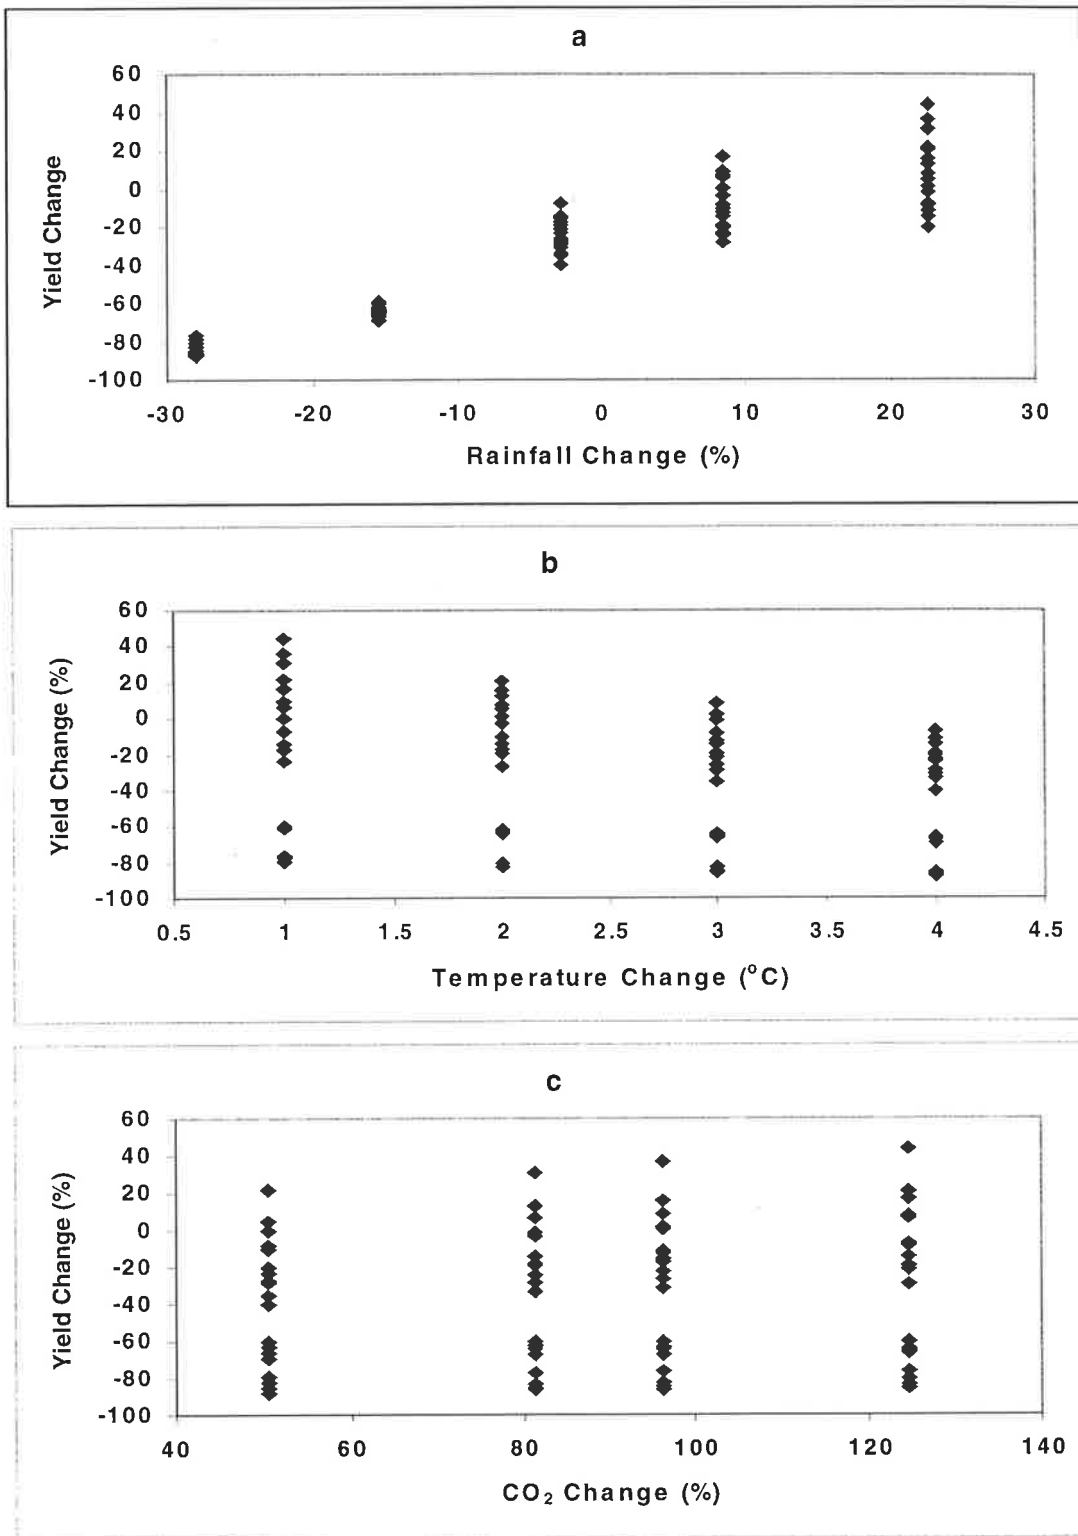 a
60
40
20
0
-20
-40
-60
-80
-100
Yield Change
-30 -20 -10 0 10 20 30
Rainfall Change (%)
b
60
40
20
0
-20
-40
-60
-80
-100
Yield Change (%)
0.5 1 1.5 2 2.5 3 3.5 4 4.5
Temperature Change (°C)
c
60
40
20
0
-20
-40
-60
-80
-100
Yield Change (%)
40 60 80 100 120 140
CO₂ Change (%)